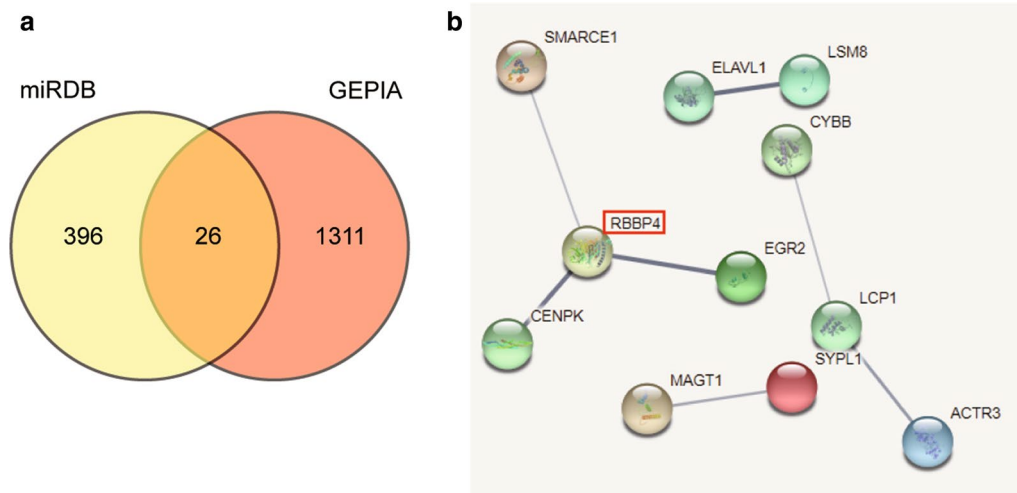 a
miRDB
GEPIA
396
26
1311
b
SMARCE1
ELAVL1
LSM8
CYBB
RBBP4
EGR2
CENPK
LCP1
SYPL1
MAGT1
ACTR3